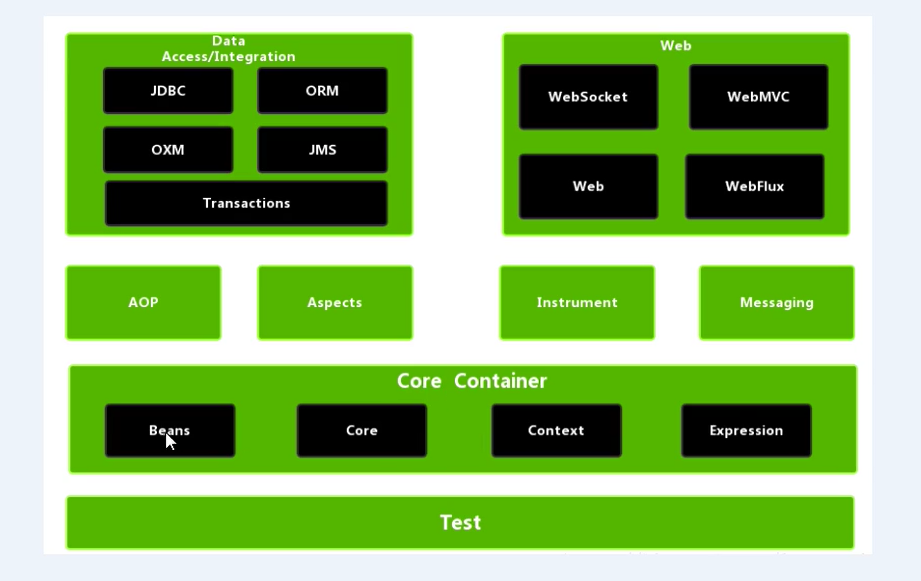 Data
Access/Integration
JDBC
ORM
OXM
JMS
Transactions
Web
WebSocket
WebMVC
Web
WebFlux
AOP
Aspects
Instrument
Messaging
Core Container
Beans
Core
Context
Expression
Test